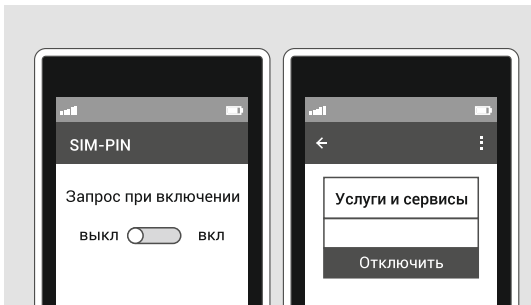 SIM-PIN
Запрос при включении
выкл вкл
Услуги и сервисы
Отключить